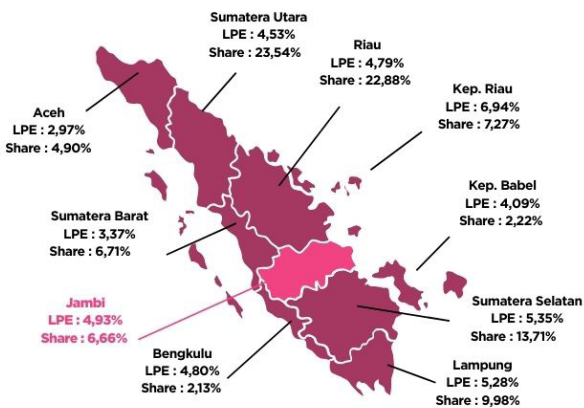 Sumatera Utara
LPE : 4,53%
Share : 23,54%
Riau
LPE : 4,79%
Share : 22,88%
Kep. Riau
LPE : 6,94%
Share : 7,27%
Aceh
LPE : 2,97%
Share : 4,90%
Kep. Babel
LPE : 4,09%
Share : 2,22%
Sumatera Barat
LPE : 3,37%
Share : 6,71%
Jambi
LPE : 4,93%
Share : 6,66%
Sumatera Selatan
LPE : 5,35%
Share : 13,71%
Bengkulu
LPE : 4,80%
Share : 2,13%
Lampung
LPE : 5,28%
Share : 9,98%